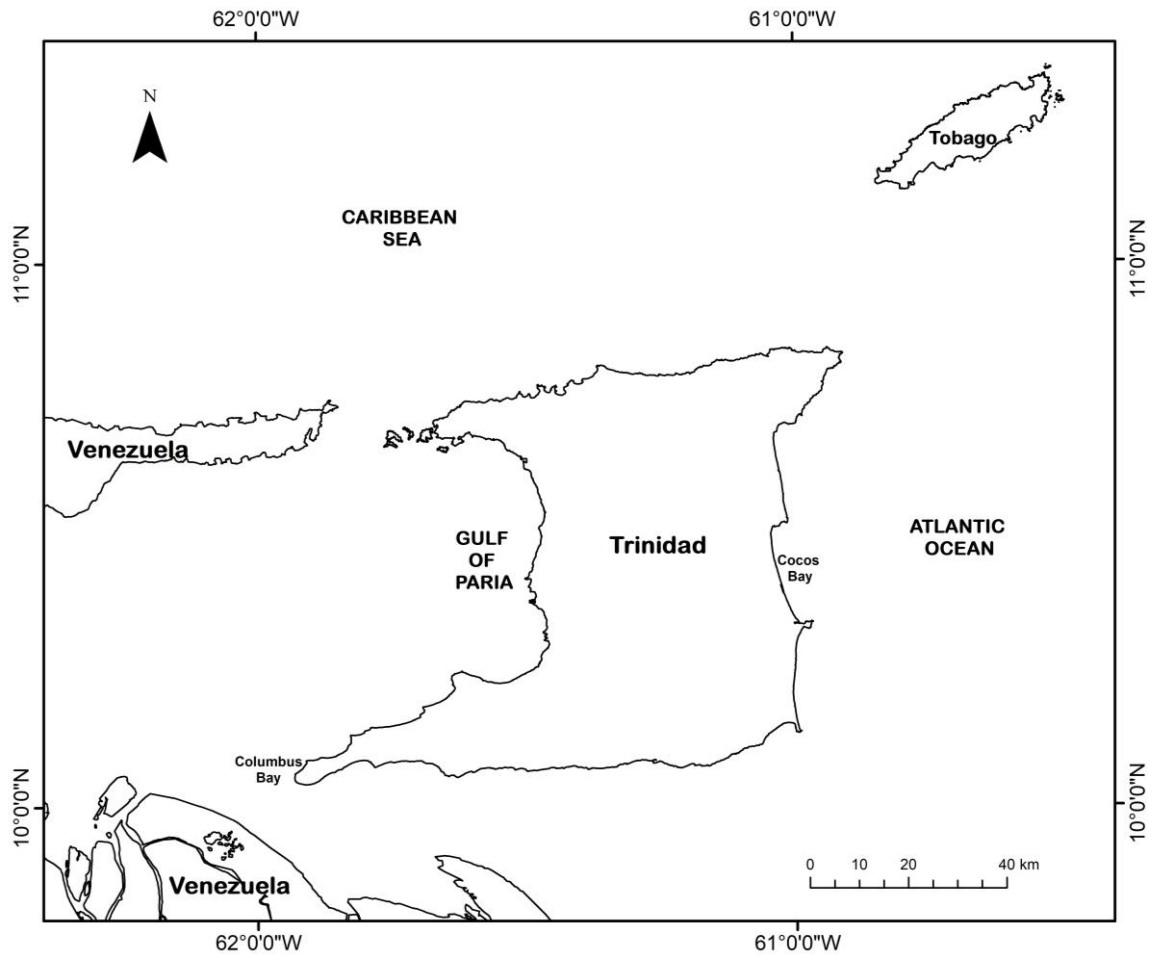 62°0'0"W
61°0'0"W
N
Tobago
CARIBBEAN
SEA
11°0'0"N
11°0'0"N
Venezuela
GULF
OF
PARIA
Trinidad
ATLANTIC
OCEAN
Cocos
Bay
Columbus
Bay
10°0'0"N
10°0'0"N
0 10 20 40 km
Venezuela
62°0'0"W
61°0'0"W